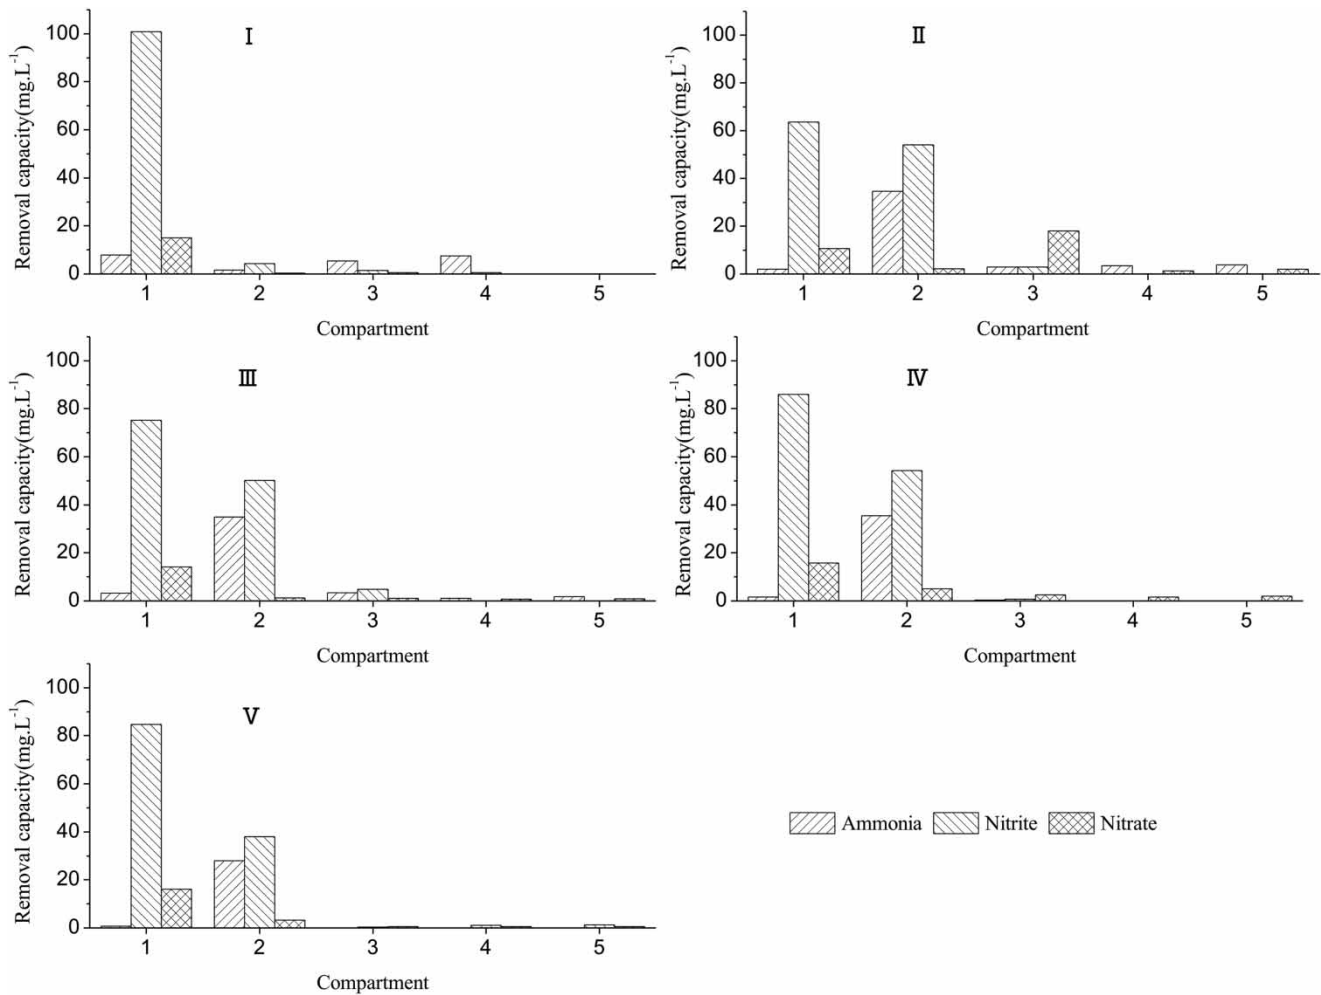 Removal capacity(mg.L-1)
100
80
60
40
20
0
I
1 2 3 4 5
Compartment
Removal capacity(mg.L-1)
100
80
60
40
20
0
II
1 2 3 4 5
Compartment
Removal capacity(mg.L-1)
100
80
60
40
20
0
III
1 2 3 4 5
Compartment
Removal capacity(mg.L-1)
100
80
60
40
20
0
IV
1 2 3 4 5
Compartment
Removal capacity(mg.L-1)
100
80
60
40
20
0
V
1 2 3 4 5
Compartment
Ammonia Nitrite Nitrate